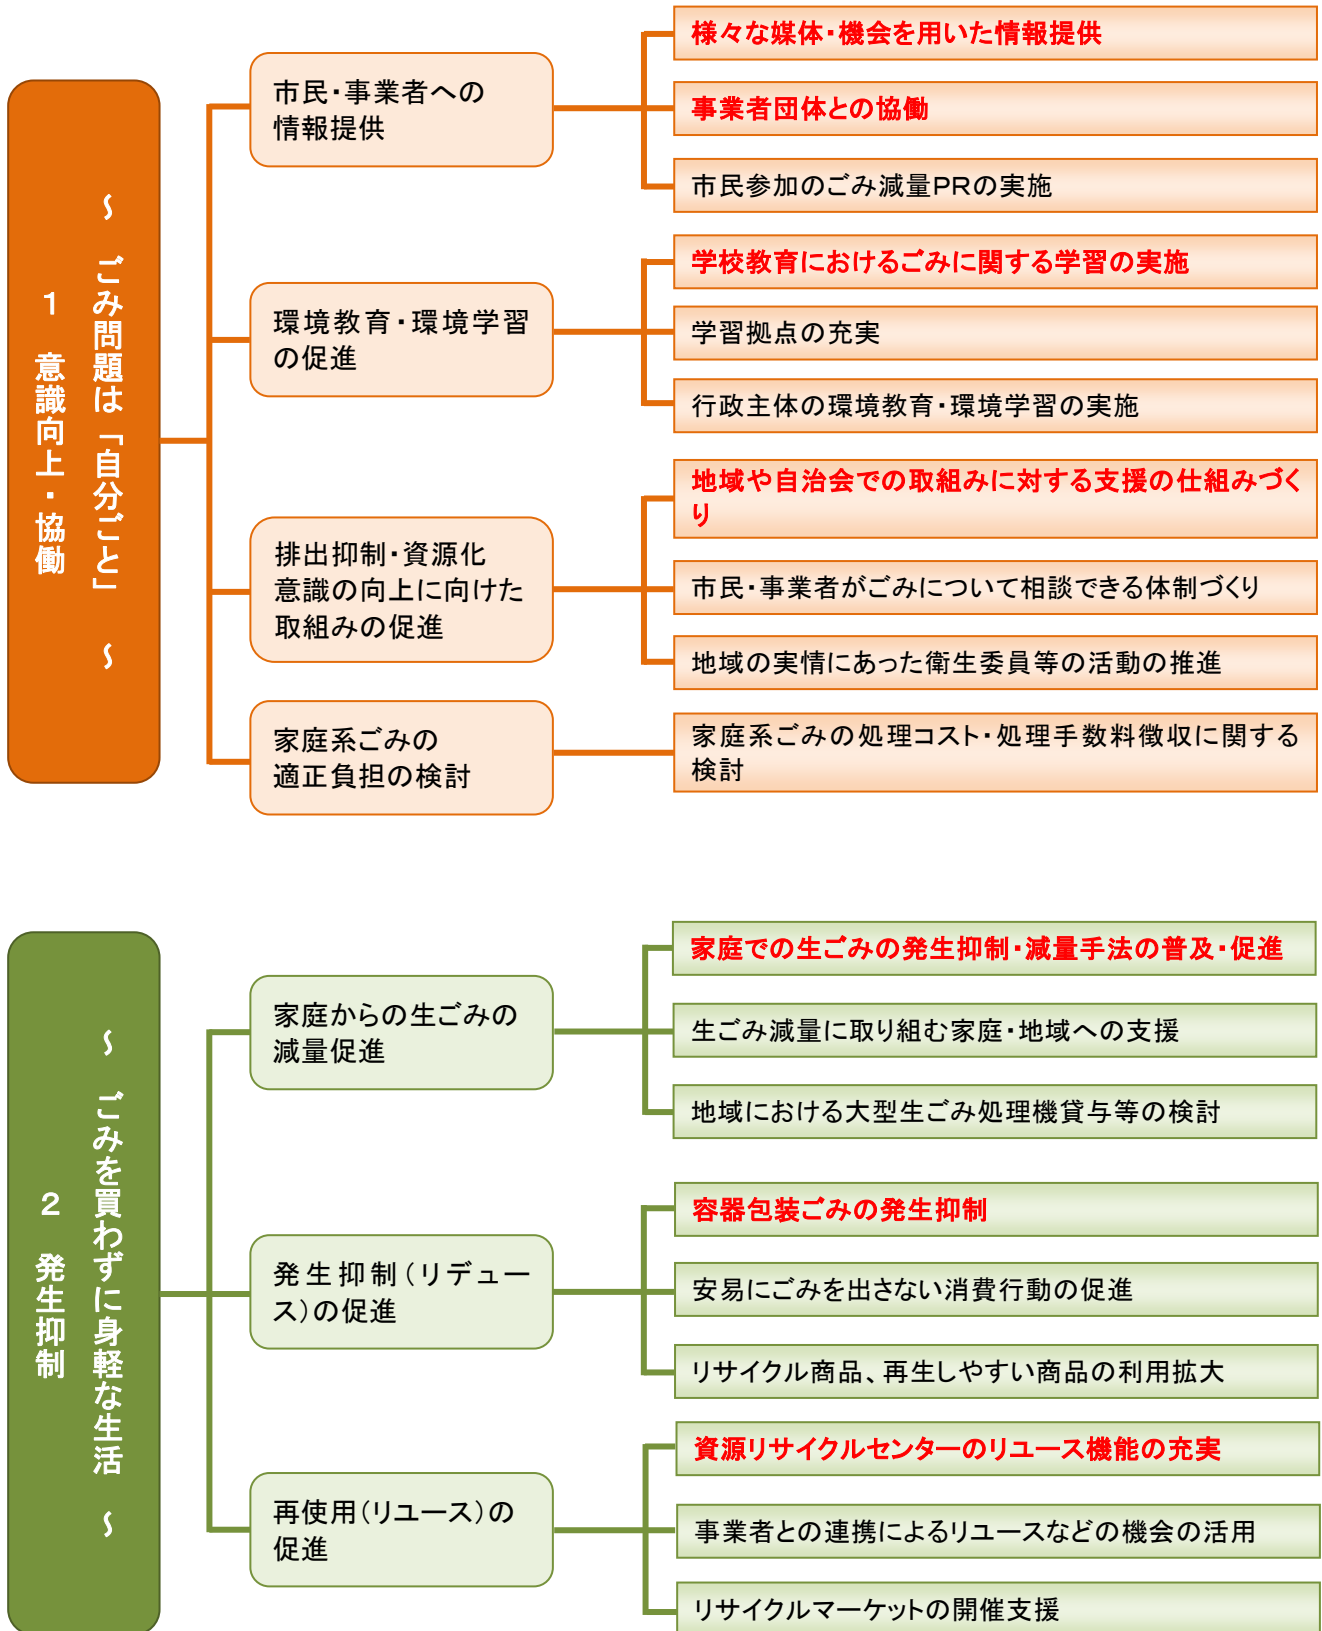 1　意識向上・協働
～　ごみ問題は「自分ごと」　～
市民・事業者への
情報提供
様々な媒体・機会を用いた情報提供
事業者団体との協働
市民参加のごみ減量PRの実施
環境教育・環境学習
の促進
学校教育におけるごみに関する学習の実施
学習拠点の充実
行政主体の環境教育・環境学習の実施
排出抑制・資源化
意識の向上に向けた
取組みの促進
地域や自治会での取組みに対する支援の仕組みづく
り
市民・事業者がごみについて相談できる体制づくり
地域の実情にあった衛生委員等の活動の推進
家庭系ごみの
適正負担の検討
家庭系ごみの処理コスト・処理手数料徴収に関する
検討
2　発生抑制
～　ごみを買わずに身軽な生活　～
家庭からの生ごみの
減量促進
家庭での生ごみの発生抑制・減量手法の普及・促進
生ごみ減量に取り組む家庭・地域への支援
地域における大型生ごみ処理機貸与等の検討
発生抑制（リデュー
ス）の促進
容器包装ごみの発生抑制
安易にごみを出さない消費行動の促進
リサイクル商品、再生しやすい商品の利用拡大
再使用（リユース）の
促進
資源リサイクルセンターのリユース機能の充実
事業者との連携によるリユースなどの機会の活用
リサイクルマーケットの開催支援